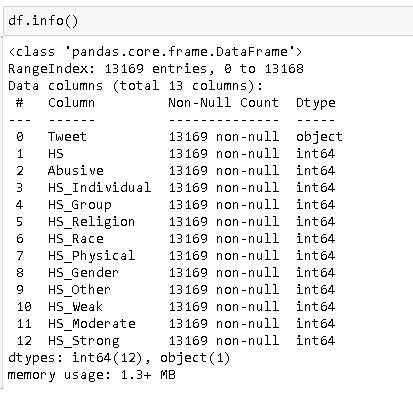 df.info()
<class 'pandas.core.frame.DataFrame'>
RangeIndex: 13169 entries, 0 to 13168
Data columns (total 13 columns):
 #   Column         Non-Null Count  Dtype
---  ------         --------------  -----
 0   Tweet          13169 non-null  object
 1   HS             13169 non-null  int64
 2   Abusive        13169 non-null  int64
 3   HS_Individual  13169 non-null  int64
 4   HS_Group       13169 non-null  int64
 5   HS_Religion    13169 non-null  int64
 6   HS_Race        13169 non-null  int64
 7   HS_Physical    13169 non-null  int64
 8   HS_Gender      13169 non-null  int64
 9   HS_Other       13169 non-null  int64
 10  HS_Weak        13169 non-null  int64
 11  HS_Moderate    13169 non-null  int64
 12  HS_Strong      13169 non-null  int64
dtypes: int64(12), object(1)
memory usage: 1.3+ MB